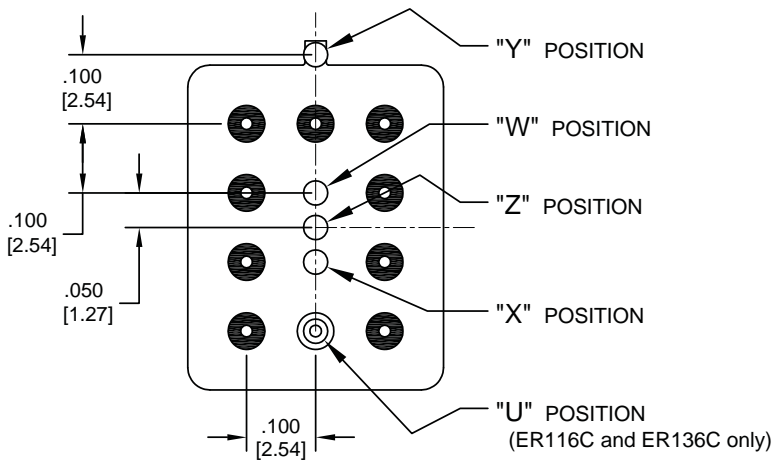 "Y" POSITION
.100
[2.54]
"W" POSITION
"Z" POSITION
.100
[2.54]
.050
[1.27]
"X" POSITION
"U" POSITION
(ER116C and ER136C only)
.100
[2.54]